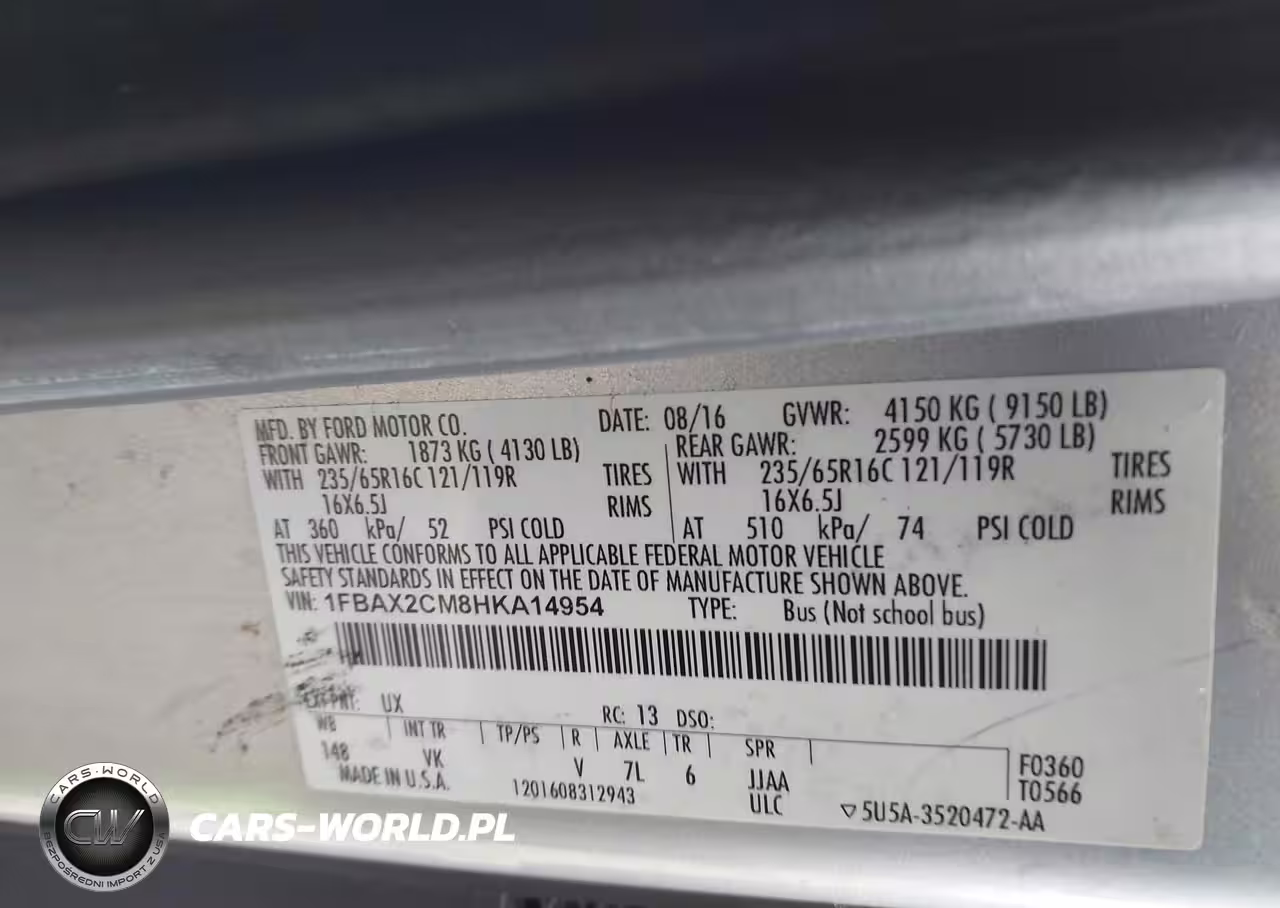 MFD. BY FORD MOTOR CO. DATE: 08/16 GVWR: 4150 KG ( 9150 LB)
FRONT GAWR: 1873 KG ( 4130 LB) REAR GAWR: 2599 KG ( 5730 LB)
WITH 235/65R16C 121/119R TIRES WITH 235/65R16C 121/119R TIRES
16X6.5J RIMS 16X6.5J RIMS
AT 360 kPa/ 52 PSI COLD AT 510 kPa/ 74 PSI COLD
THIS VEHICLE CONFORMS TO ALL APPLICABLE FEDERAL MOTOR VEHICLE
SAFETY STANDARDS IN EFFECT ON THE DATE OF MANUFACTURE SHOWN ABOVE.
VIN: 1FBAX2CM8HKA14954 TYPE: Bus (Not school bus)
EXT PNT: UX RC: 13 DSO:
WB INT TR TP/PS R AXLE TR SPR
148 VK V 7L 6 JJAA F0360
MADE IN U.S.A. 1201608312943 ULC T0566
▽5U5A-3520472-AA
CARS-WORLD
CW
BEZPOŚREDNI IMPORT Z USA
CARS-WORLD.PL